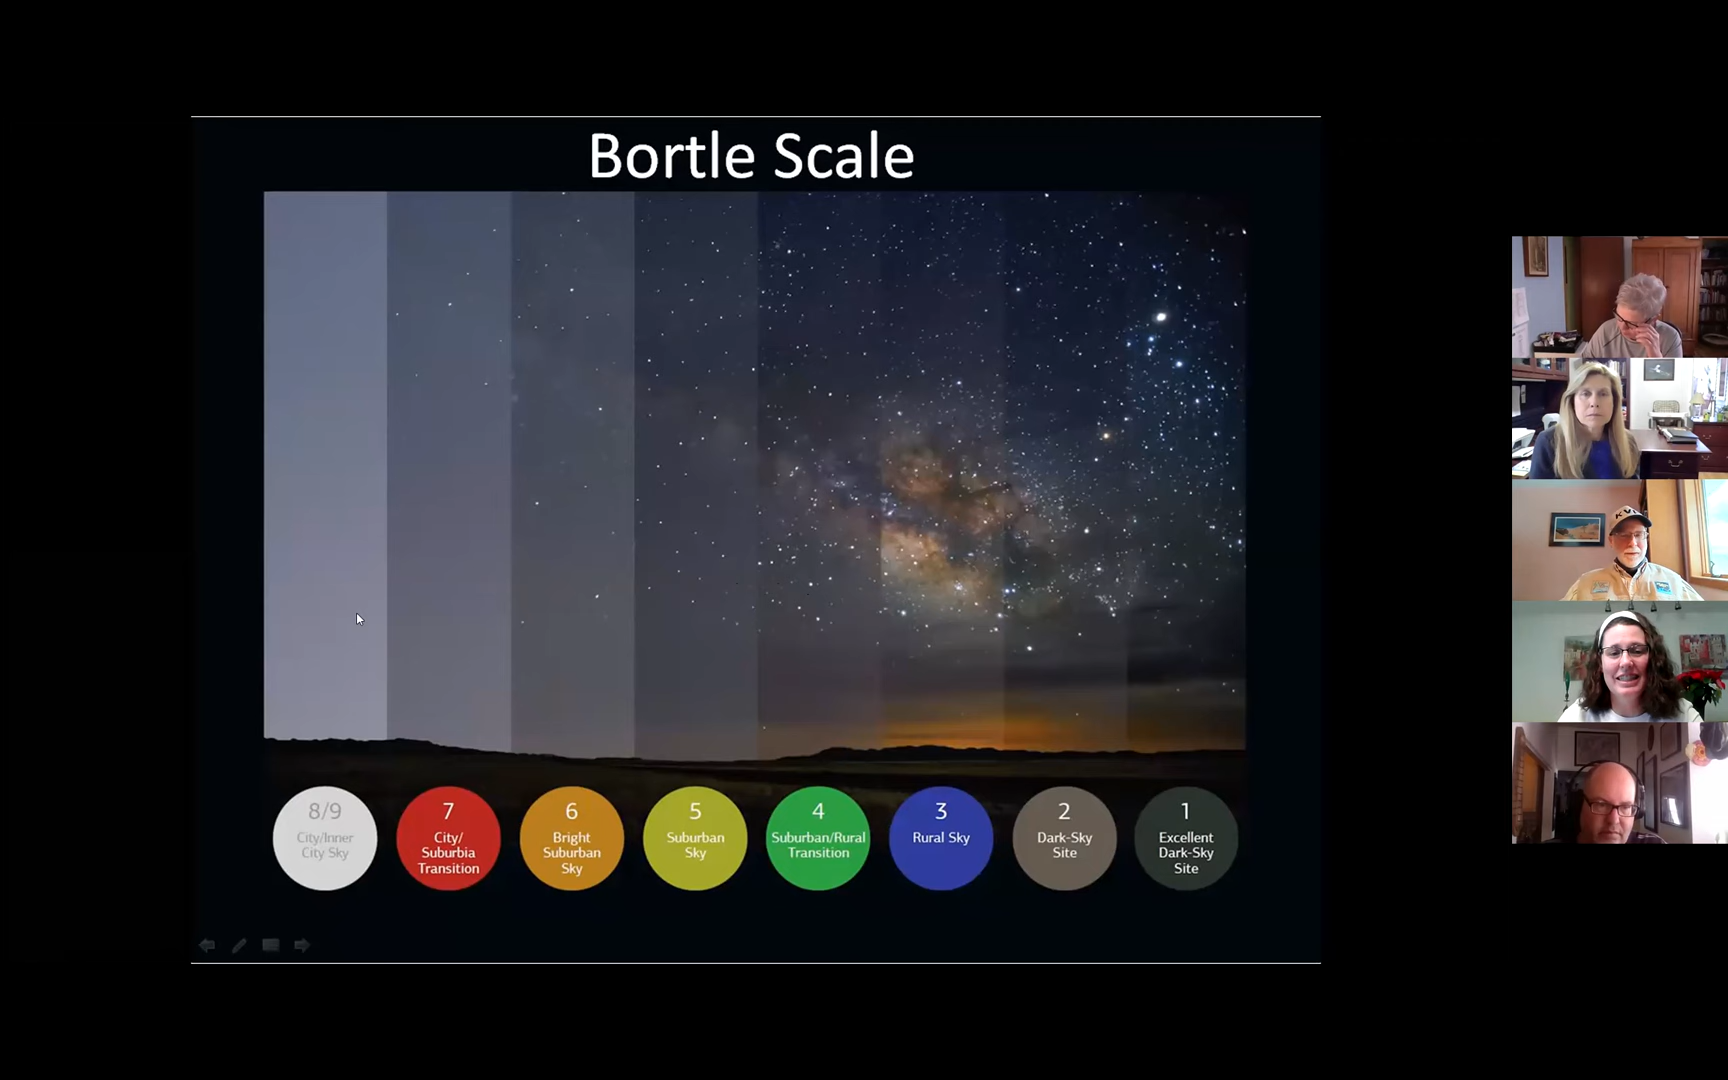 Bortle Scale
8/9
City/Inner
City Sky
7
City/
Suburbia
Transition
6
Bright
Suburban
Sky
5
Suburban
Sky
4
Suburban/Rural
Transition
3
Rural Sky
2
Dark-Sky
Site
1
Excellent
Dark-Sky
Site